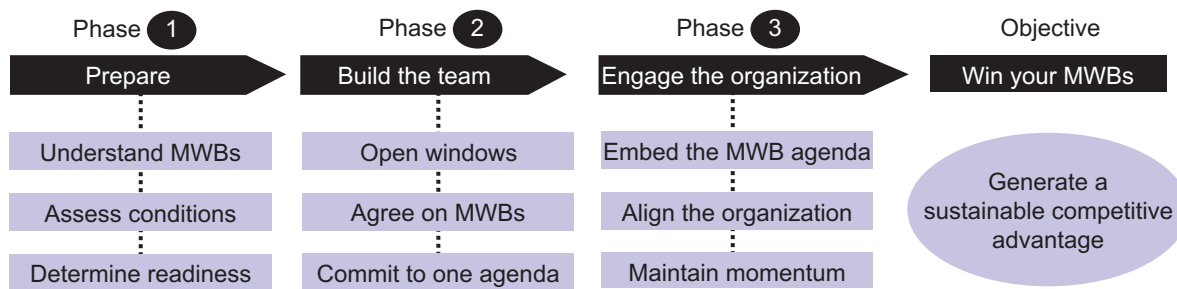 Phase 1
Phase 2
Phase 3
Objective
Prepare
Build the team
Engage the organization
Win your MWBs
Understand MWBs
Open windows
Embed the MWB agenda
Assess conditions
Agree on MWBs
Align the organization
Determine readiness
Commit to one agenda
Maintain momentum
Generate a
sustainable competitive
advantage